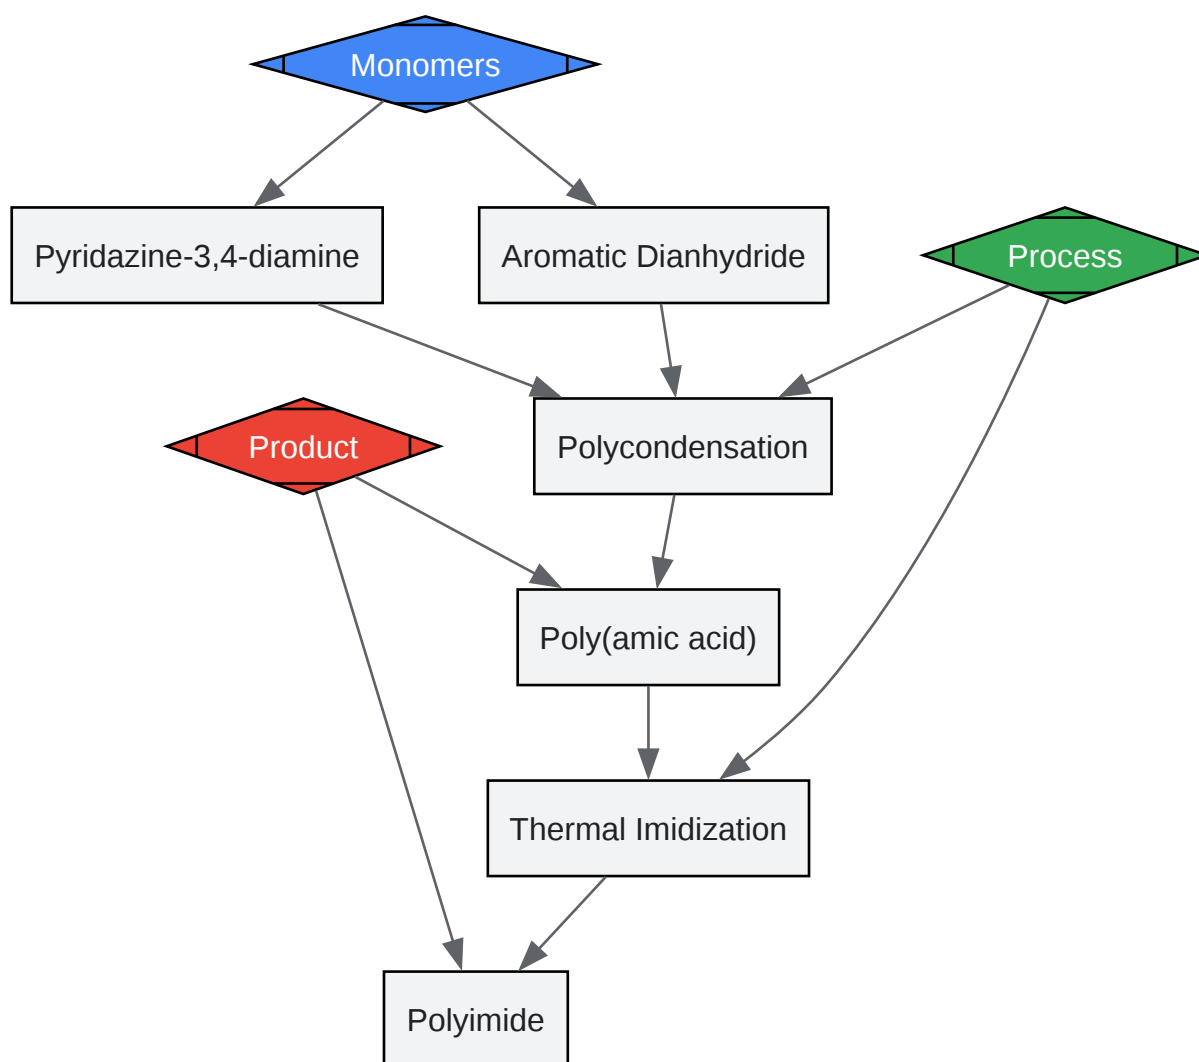 Monomers
Pyridazine-3,4-diamine
Aromatic Dianhydride
Process
Product
Polycondensation
Poly(amic acid)
Thermal Imidization
Polyimide